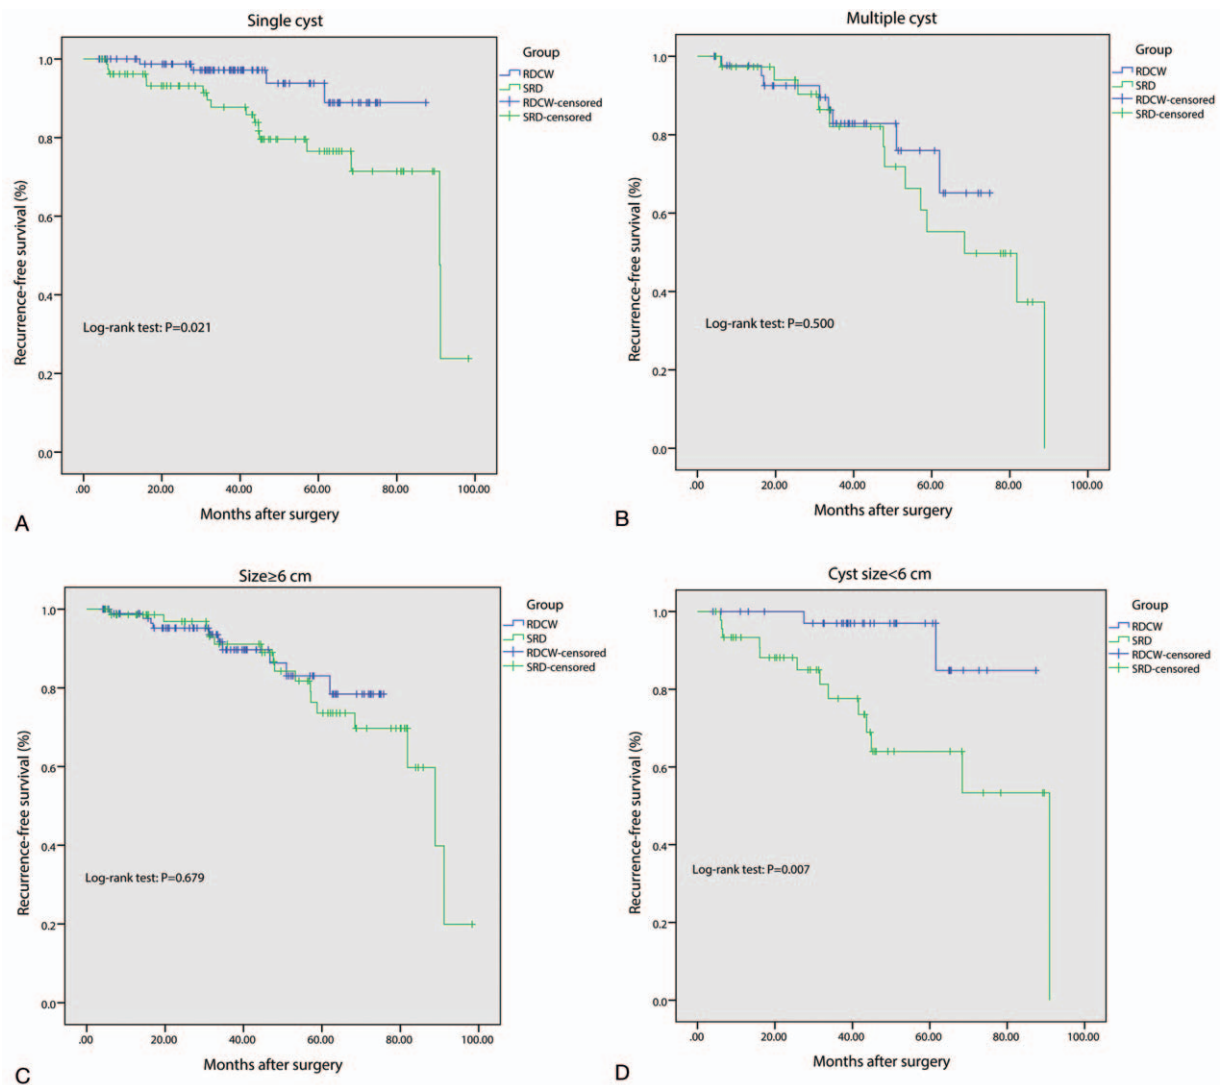 Single cyst
Recurrence-free survival (%)
1.0
0.8
0.6
0.4
0.2
0.0
Log-rank test: P=0.021
Group
RDCW
SRD
RDCW-censored
SRD-censored
.00 20.00 40.00 60.00 80.00 100.00
Months after surgery
A
Multiple cyst
Recurrence-free survival (%)
1.0
0.8
0.6
0.4
0.2
0.0
Log-rank test: P=0.500
Group
RDCW
SRD
RDCW-censored
SRD-censored
.00 20.00 40.00 60.00 80.00 100.00
Months after surgery
B
Size≥6 cm
Recurrence-free survival (%)
1.0
0.8
0.6
0.4
0.2
0.0
Log-rank test: P=0.679
Group
RDCW
SRD
RDCW-censored
SRD-censored
.00 20.00 40.00 60.00 80.00 100.00
Months after surgery
C
Cyst size<6 cm
Recurrence-free survival (%)
1.0
0.8
0.6
0.4
0.2
0.0
Log-rank test: P=0.007
Group
RDCW
SRD
RDCW-censored
SRD-censored
.00 20.00 40.00 60.00 80.00 100.00
Months after surgery
D